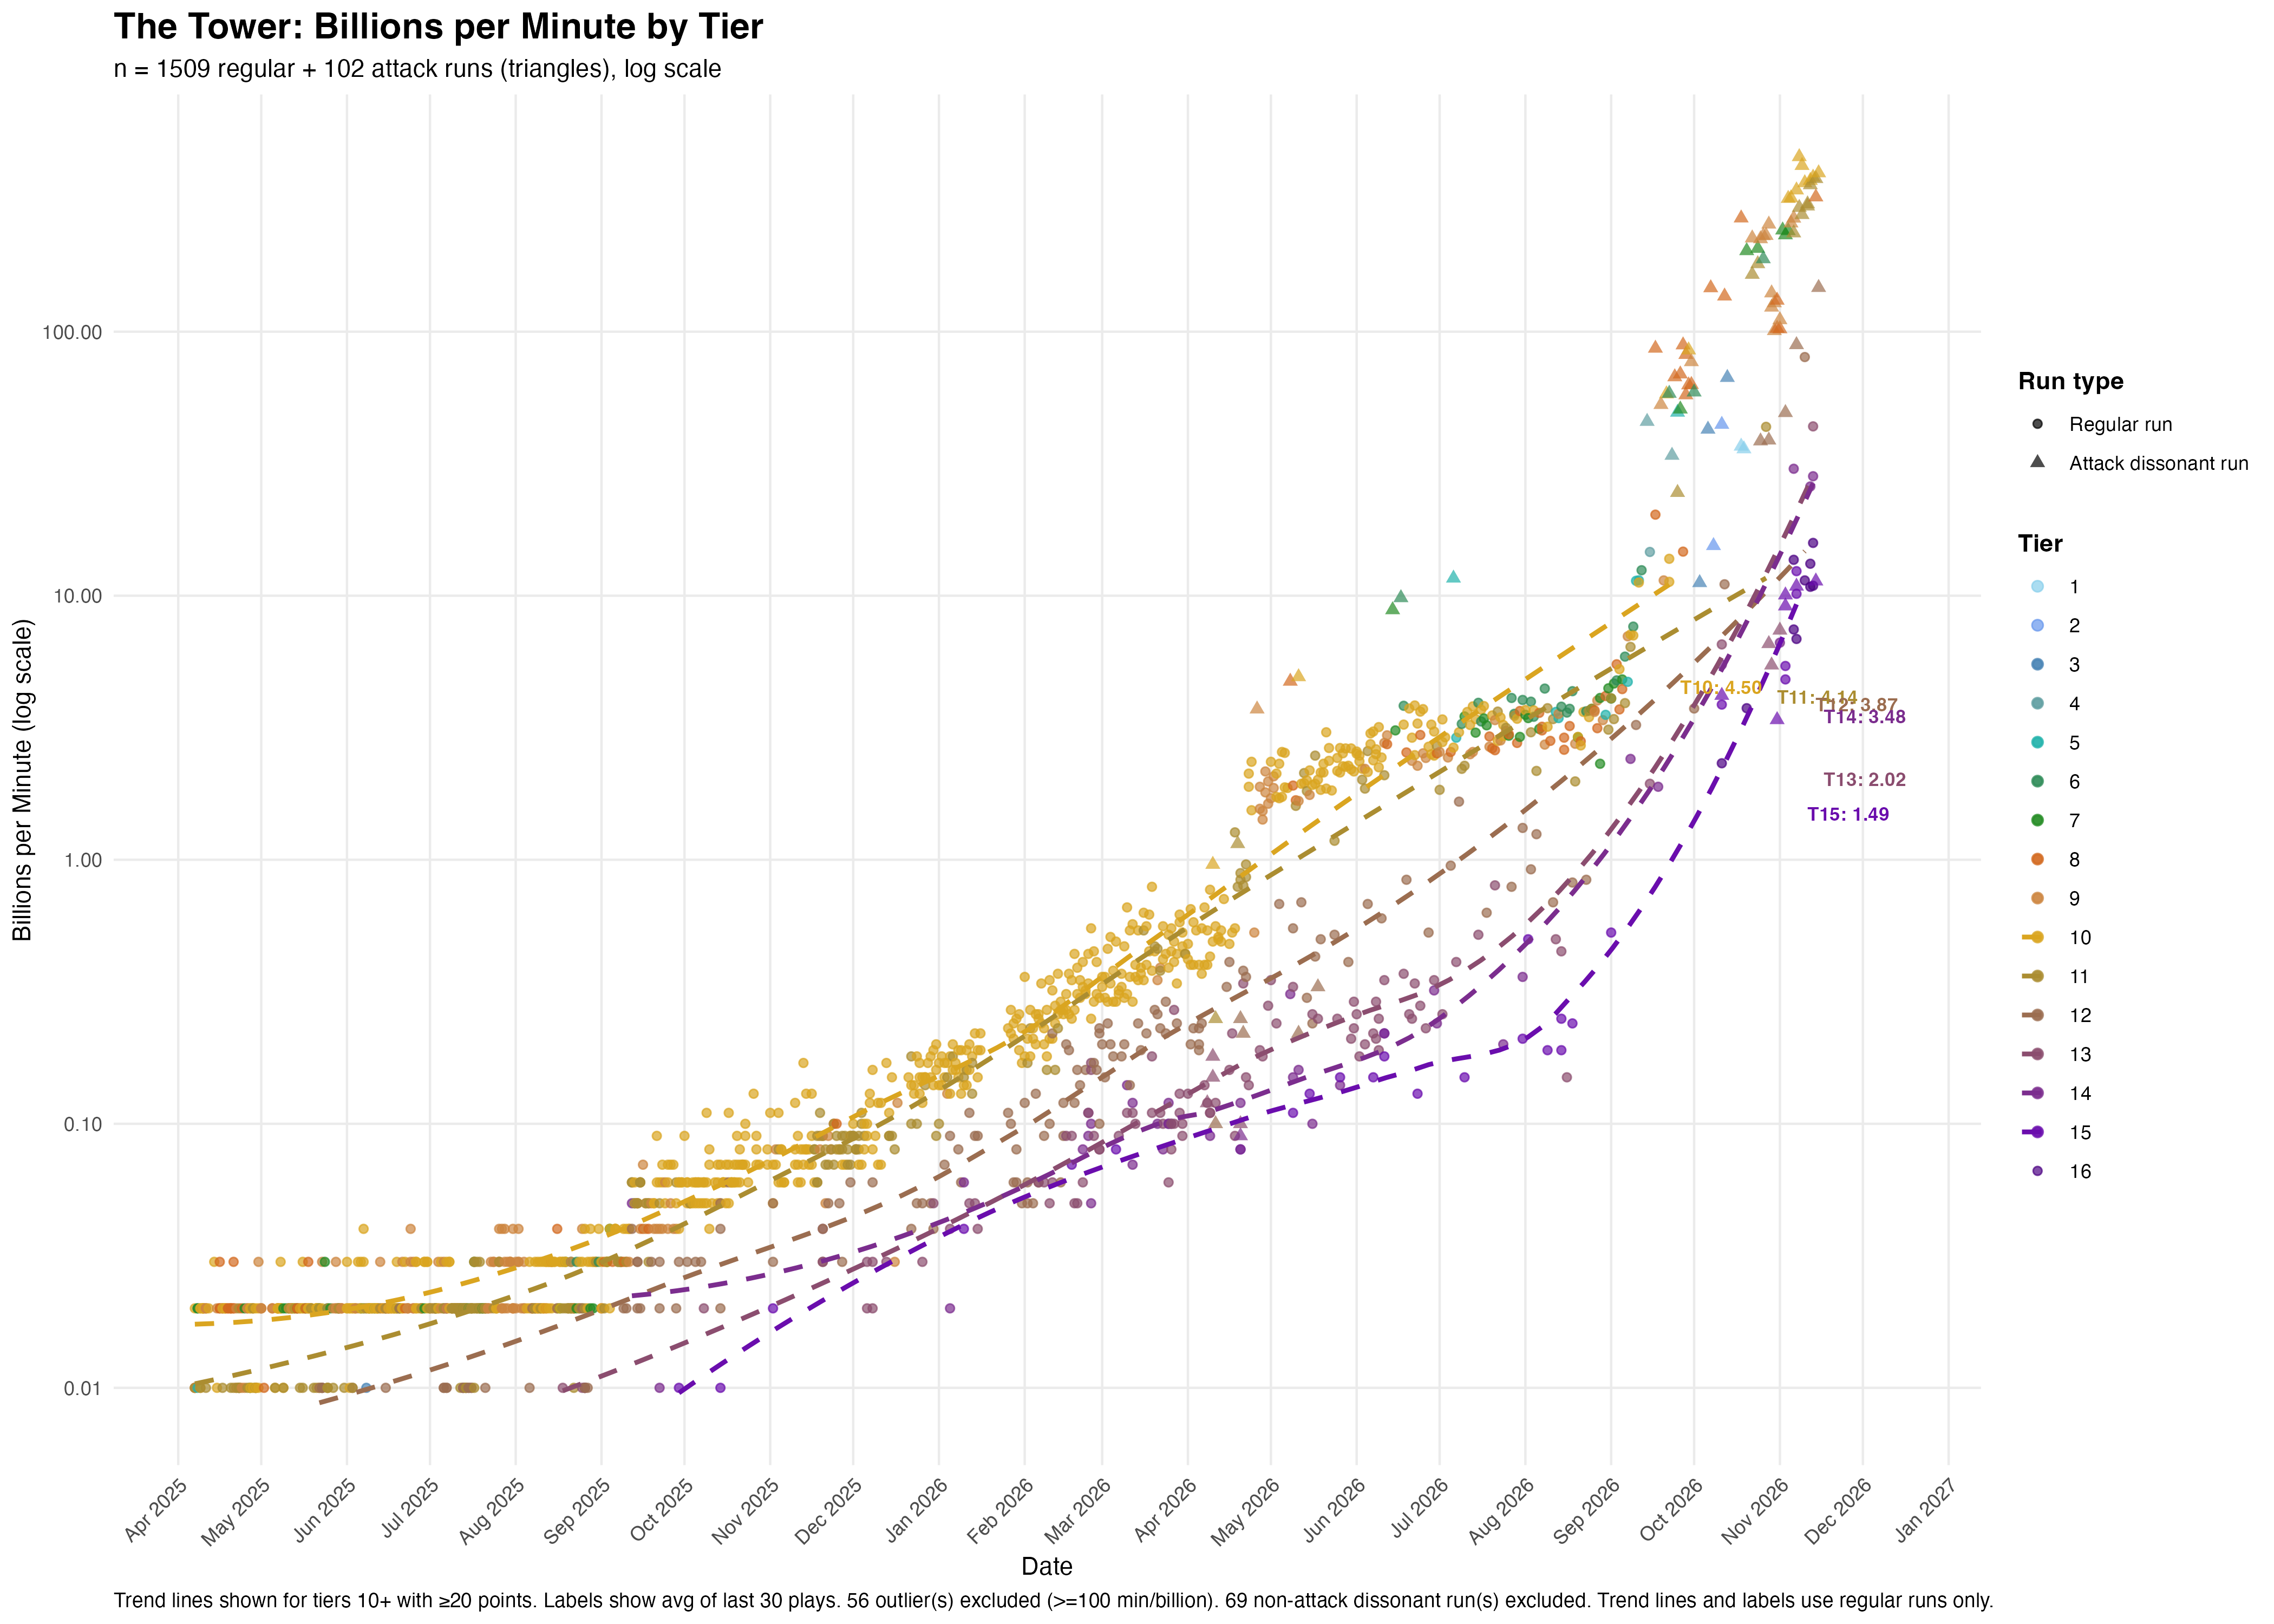 The Tower: Billions per Minute by Tier
n = 1509 regular + 102 attack runs (triangles), log scale
Billions per Minute (log scale)
100.00
10.00
1.00
0.10
0.01
T10: 4.50
T11: 4.14
T12: 3.87
T14: 3.48
T13: 2.02
T15: 1.49
Apr 2025
May 2025
Jun 2025
Jul 2025
Aug 2025
Sep 2025
Oct 2025
Nov 2025
Dec 2025
Jan 2026
Feb 2026
Mar 2026
Apr 2026
May 2026
Jun 2026
Jul 2026
Aug 2026
Sep 2026
Oct 2026
Nov 2026
Dec 2026
Jan 2027
Date
Run type
Regular run
Attack dissonant run
Tier
1
2
3
4
5
6
7
8
9
10
11
12
13
14
15
16
Trend lines shown for tiers 10+ with ≥20 points. Labels show avg of last 30 plays. 56 outlier(s) excluded (>=100 min/billion). 69 non-attack dissonant run(s) excluded. Trend lines and labels use regular runs only.